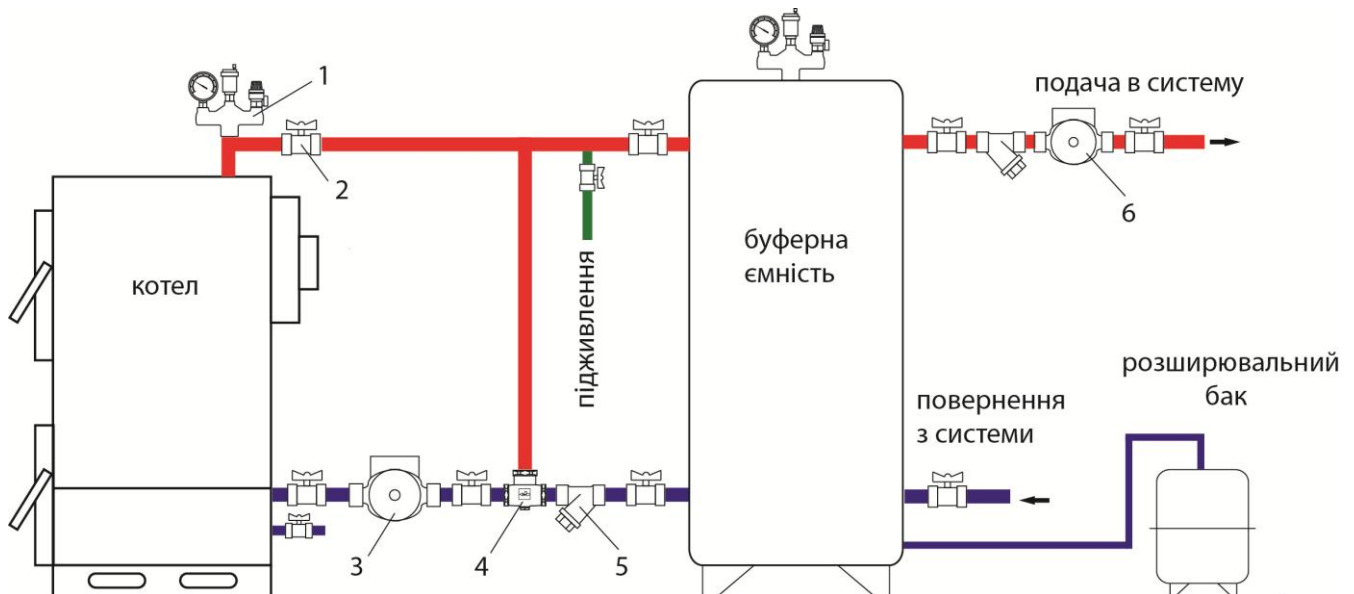 1
подача в систему
2
6
котел
буферна
ємність
підживлення
розширювальний
бак
повернення
з системи
3
4
5